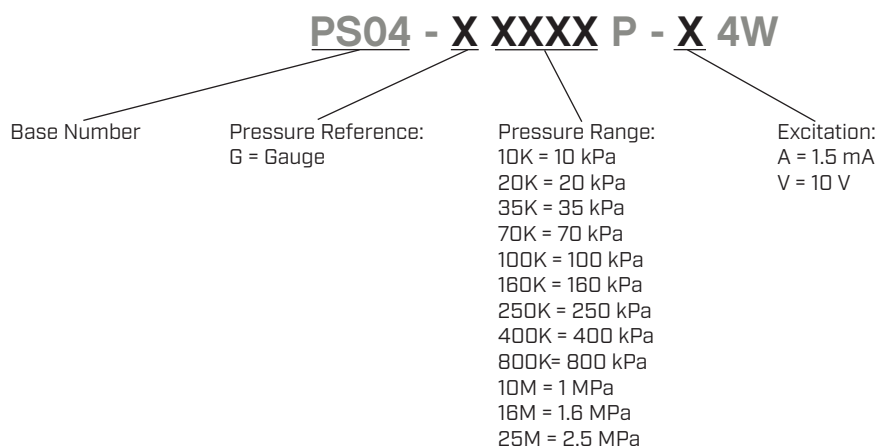 PS04 - X XXXX P - X 4W
Base Number
Pressure Reference:
G = Gauge
Pressure Range:
10K = 10 kPa
20K = 20 kPa
35K = 35 kPa
70K = 70 kPa
100K = 100 kPa
160K = 160 kPa
250K = 250 kPa
400K = 400 kPa
800K= 800 kPa
10M = 1 MPa
16M = 1.6 MPa
25M = 2.5 MPa
Excitation:
A = 1.5 mA
V = 10 V